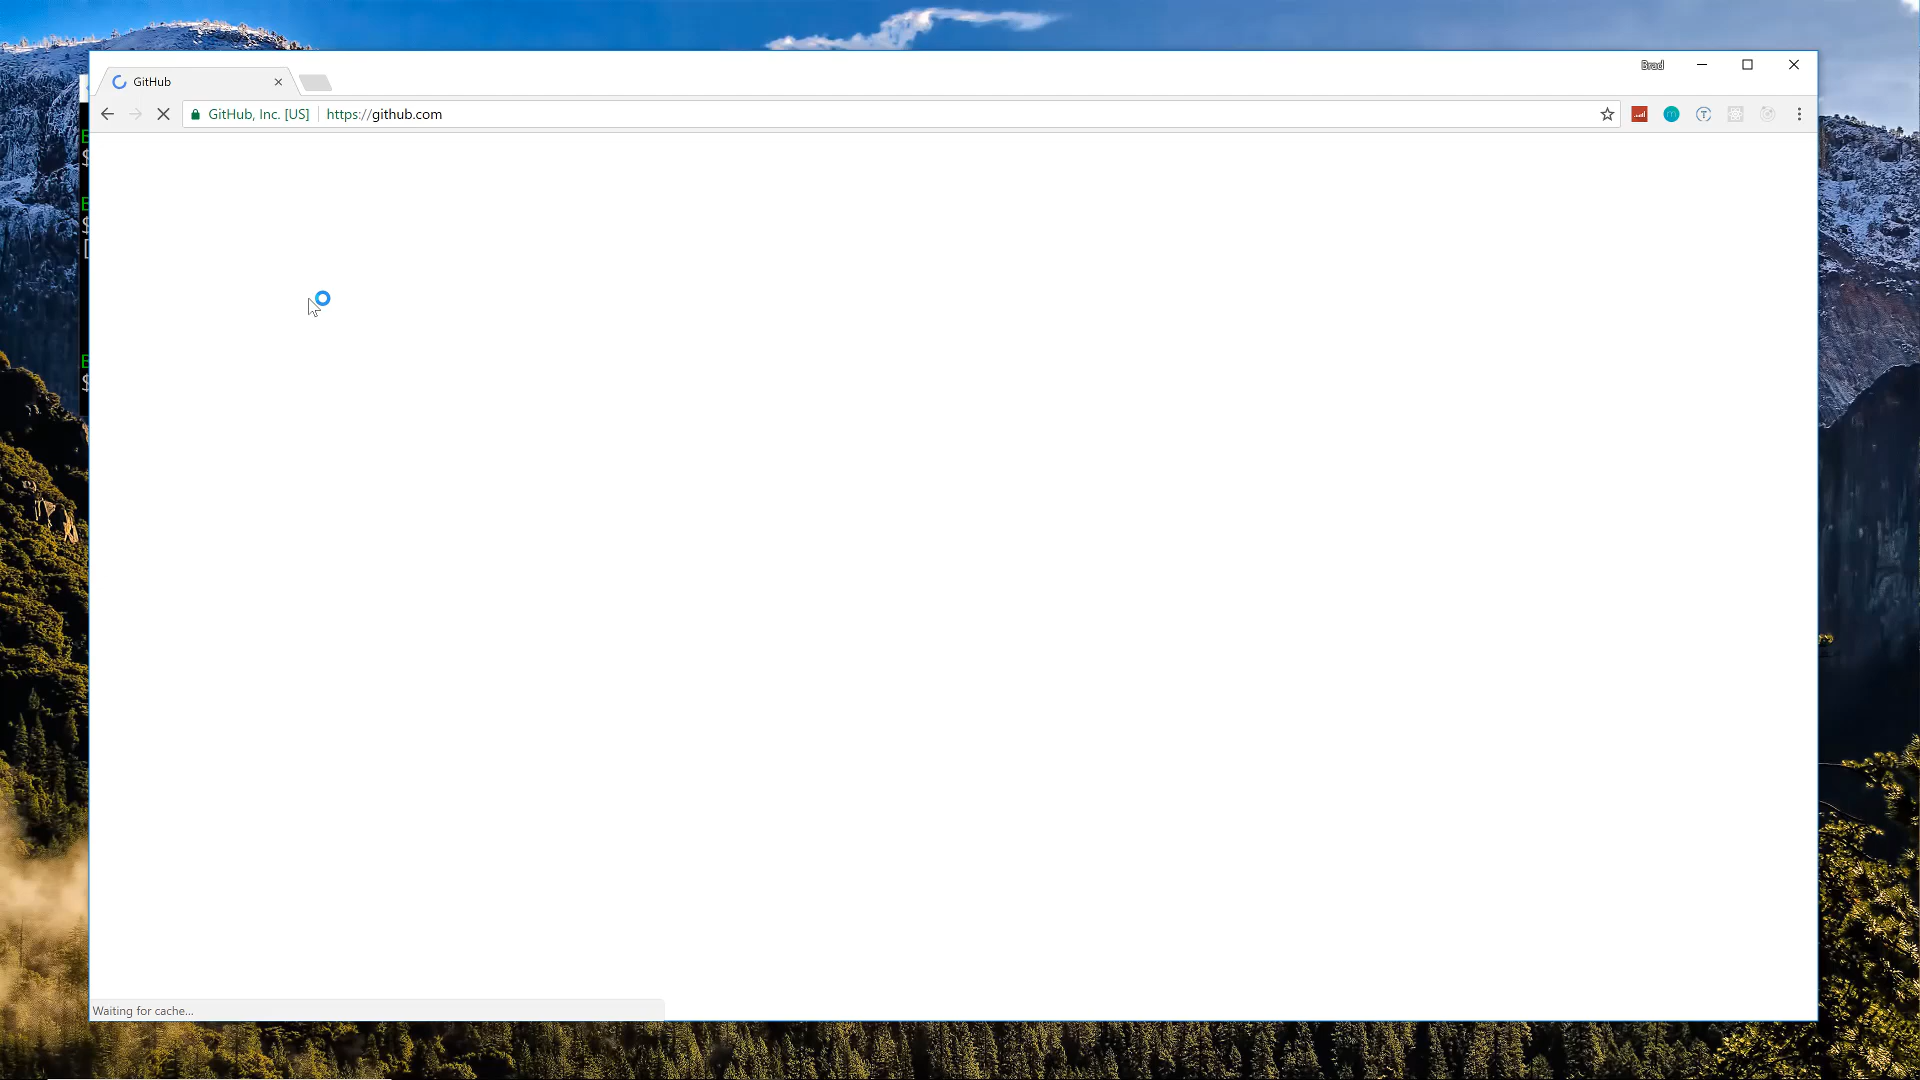 Brad
GitHub
GitHub, Inc. [US] https://github.com
$
$
[
$
Waiting for cache...